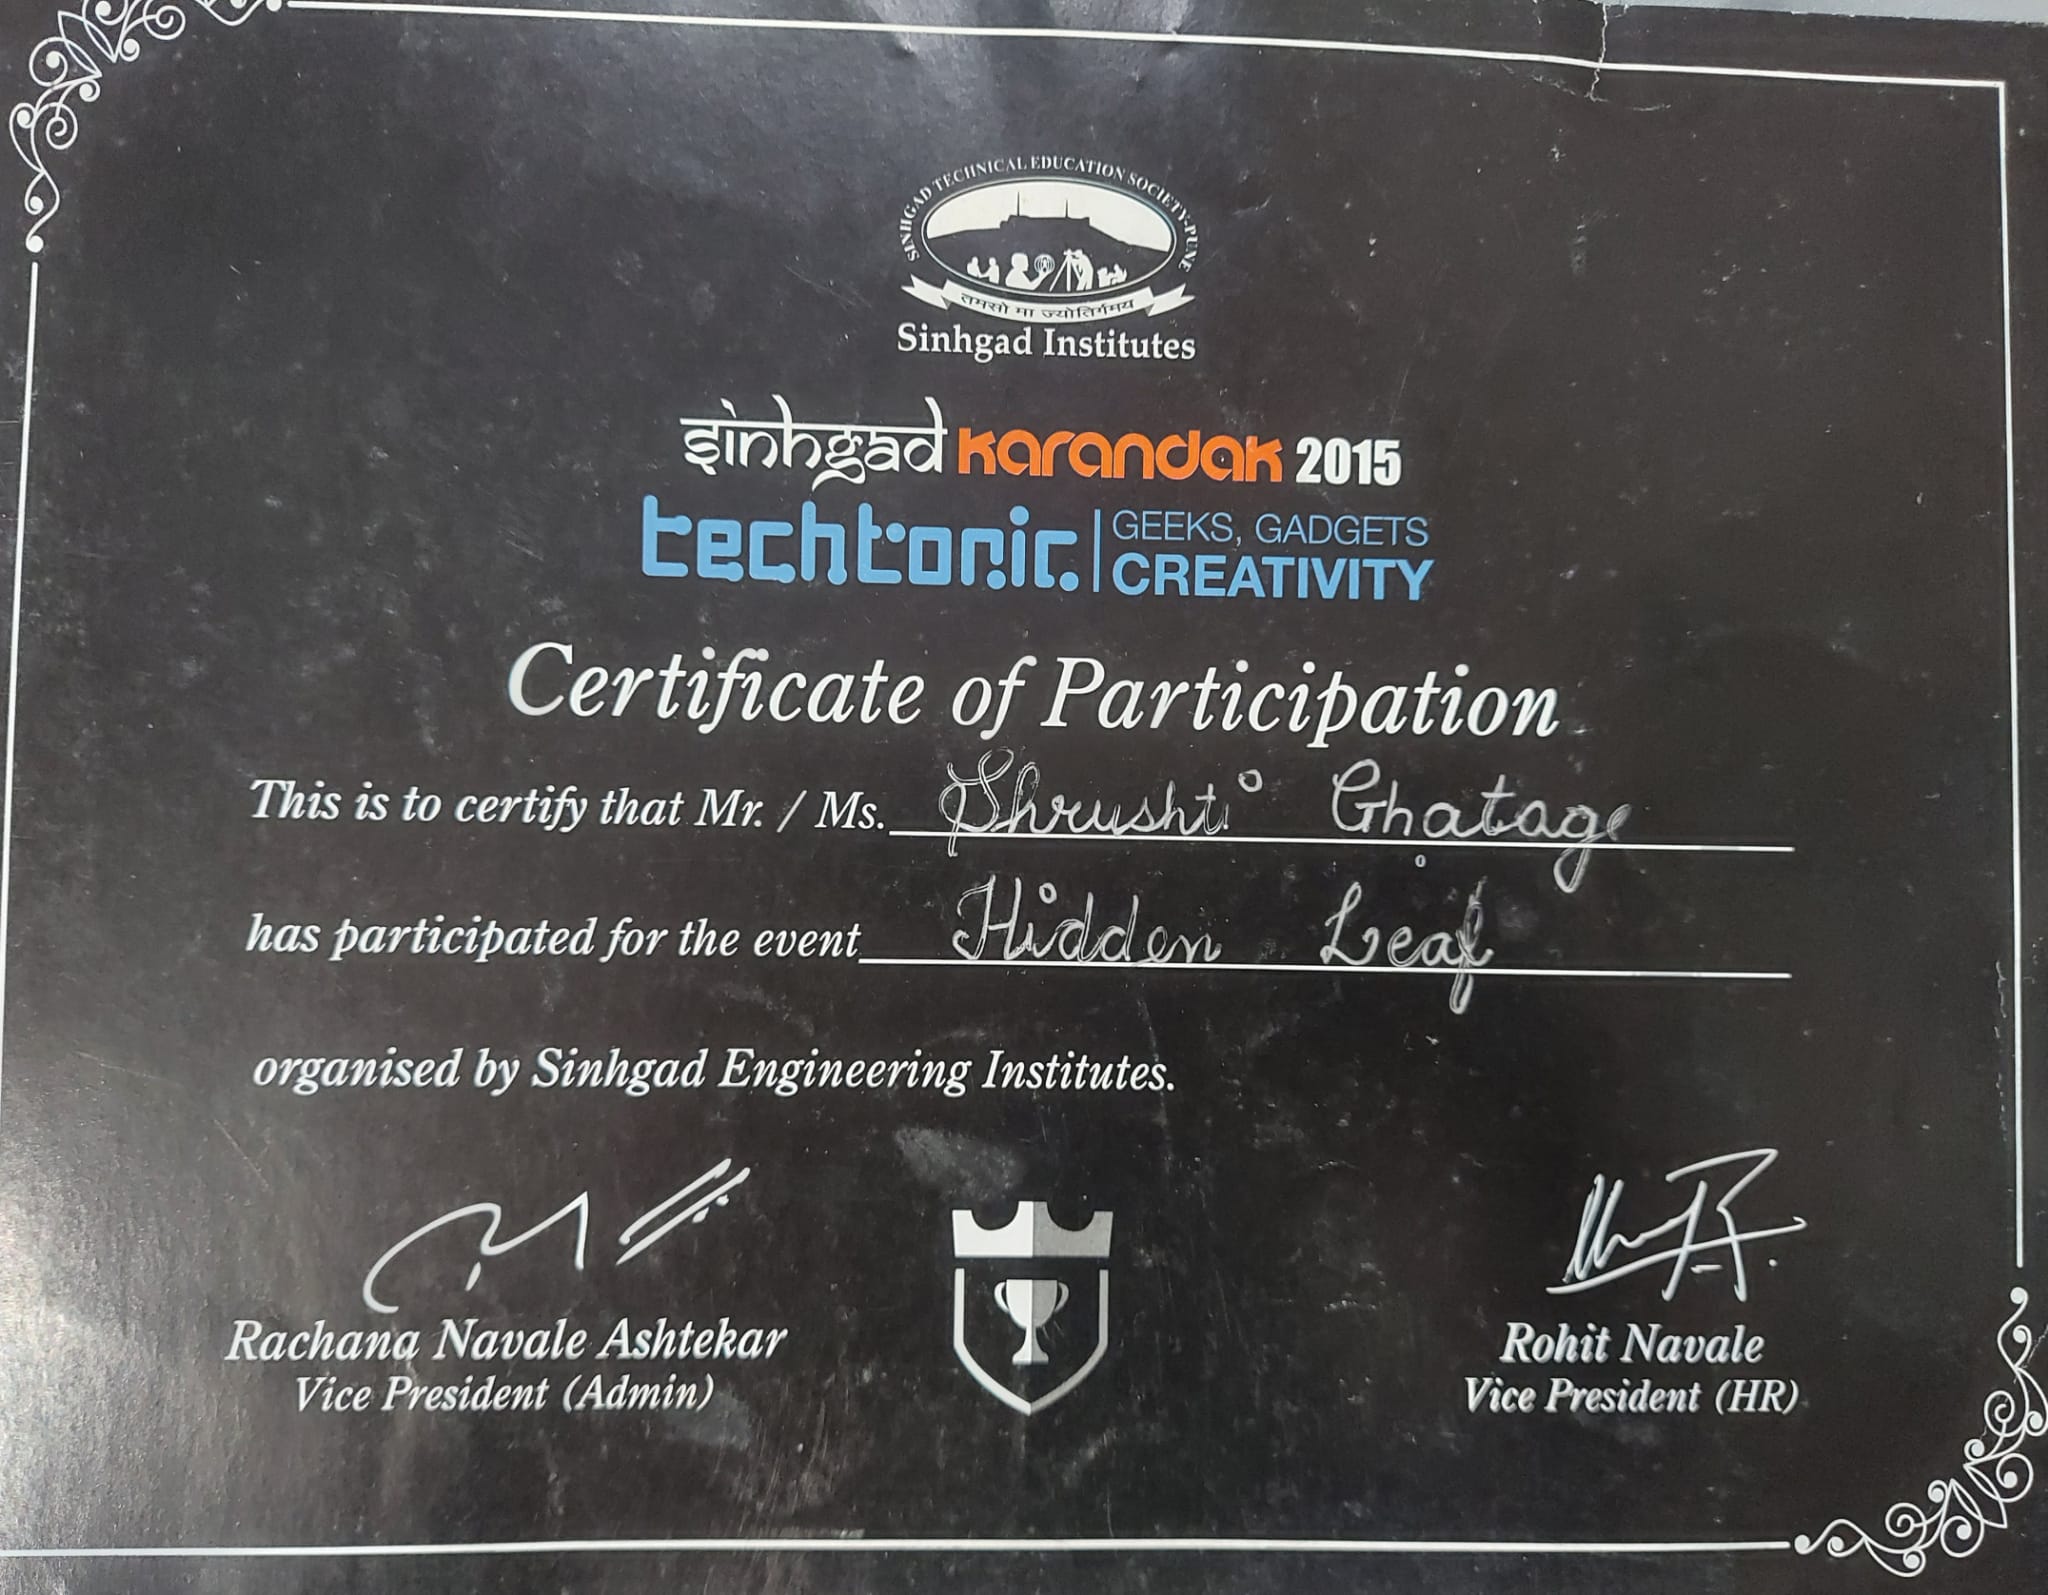 SINHGAD TECHNICAL EDUCATION SOCIETY-PUNE
तमसो मा ज्योतिर्गमय
Sinhgad Institutes
sinhgad karandak 2015
techtonic. GEEKS, GADGETS
CREATIVITY
Certificate of Participation
This is to certify that Mr. / Ms. Shrushti Ghatage
has participated for the event Hidden Leaf
organised by Sinhgad Engineering Institutes.
Rachana Navale Ashtekar
Vice President (Admin)
Rohit Navale
Vice President (HR)